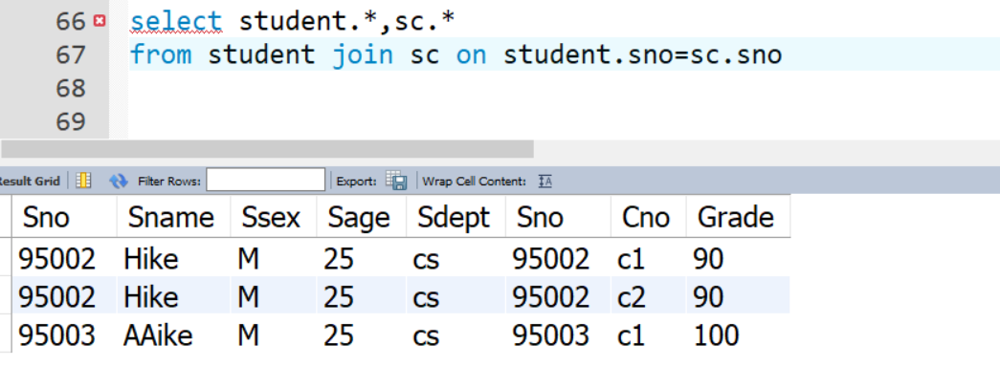 66 select student.*,sc.*
67 from student join sc on student.sno=sc.sno
68
69
Result Grid Filter Rows: Export: Wrap Cell Content: IA
Sno Sname Ssex Sage Sdept Sno Cno Grade
95002 Hike M 25 cs 95002 c1 90
95002 Hike M 25 cs 95002 c2 90
95003 AAike M 25 cs 95003 c1 100